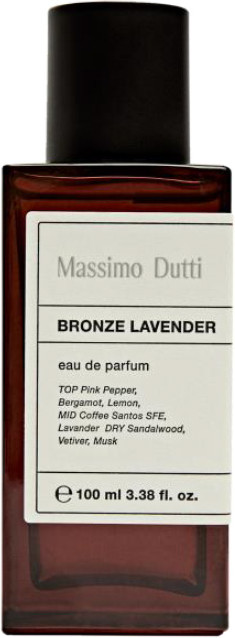 Massimo Dutti
BRONZE LAVENDER
eau de parfum
TOP Pink Pepper,
Bergamot, Lemon,
MID Coffee Santos SFE,
Lavender DRY Sandalwood,
Vetiver, Musk
℮ 100 ml 3.38 fl. oz.